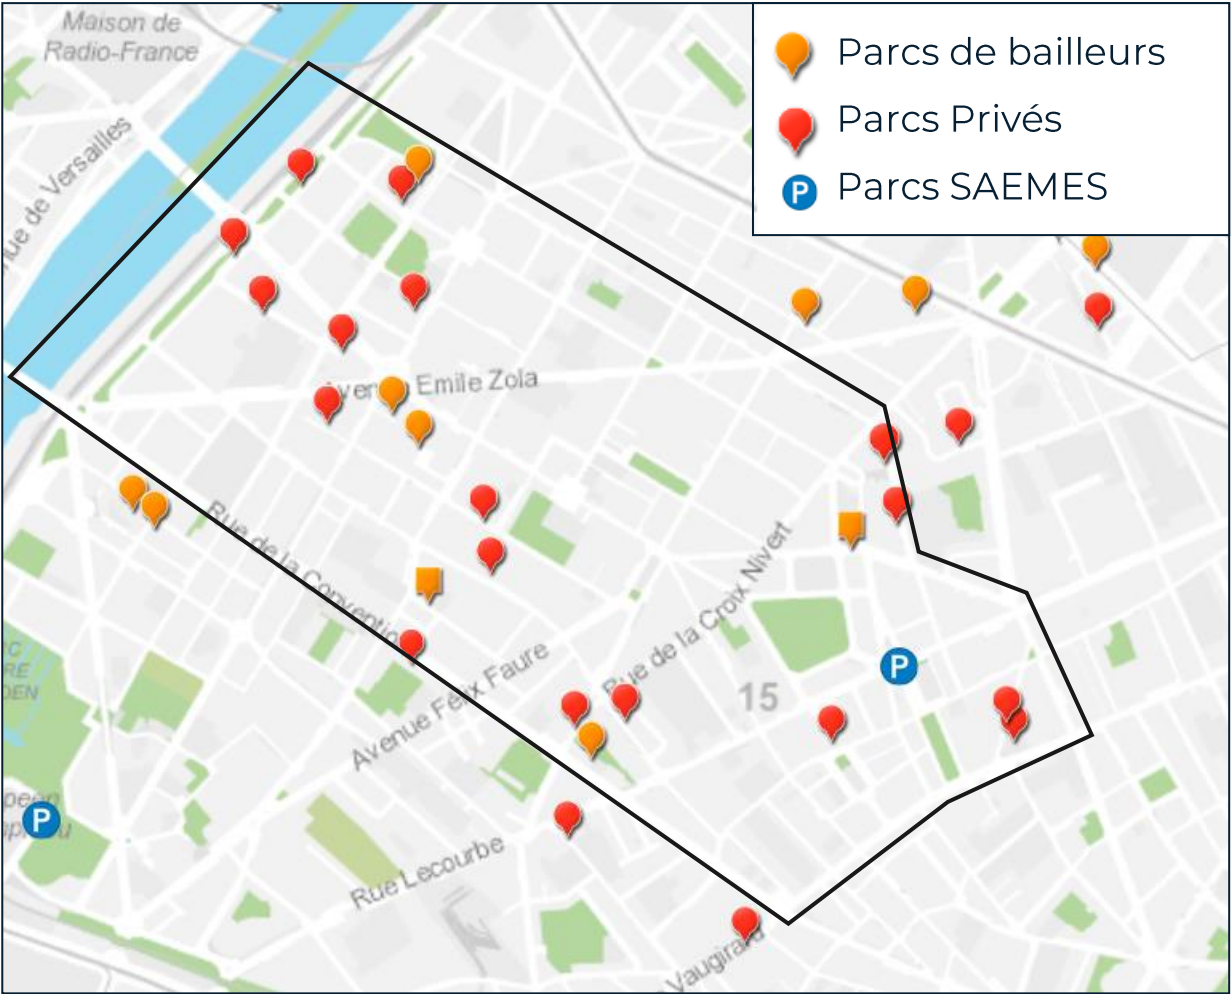 Maison de
Radio-France
Parcs de bailleurs
Parcs Privés
P Parcs SAEMES
nue de Versailles
Emile Zola
Rue de la Convention
Rue de la Croix Nivert
Avenue Félix Faure
15
P
P
Rue Lecourbe
Vaugirard